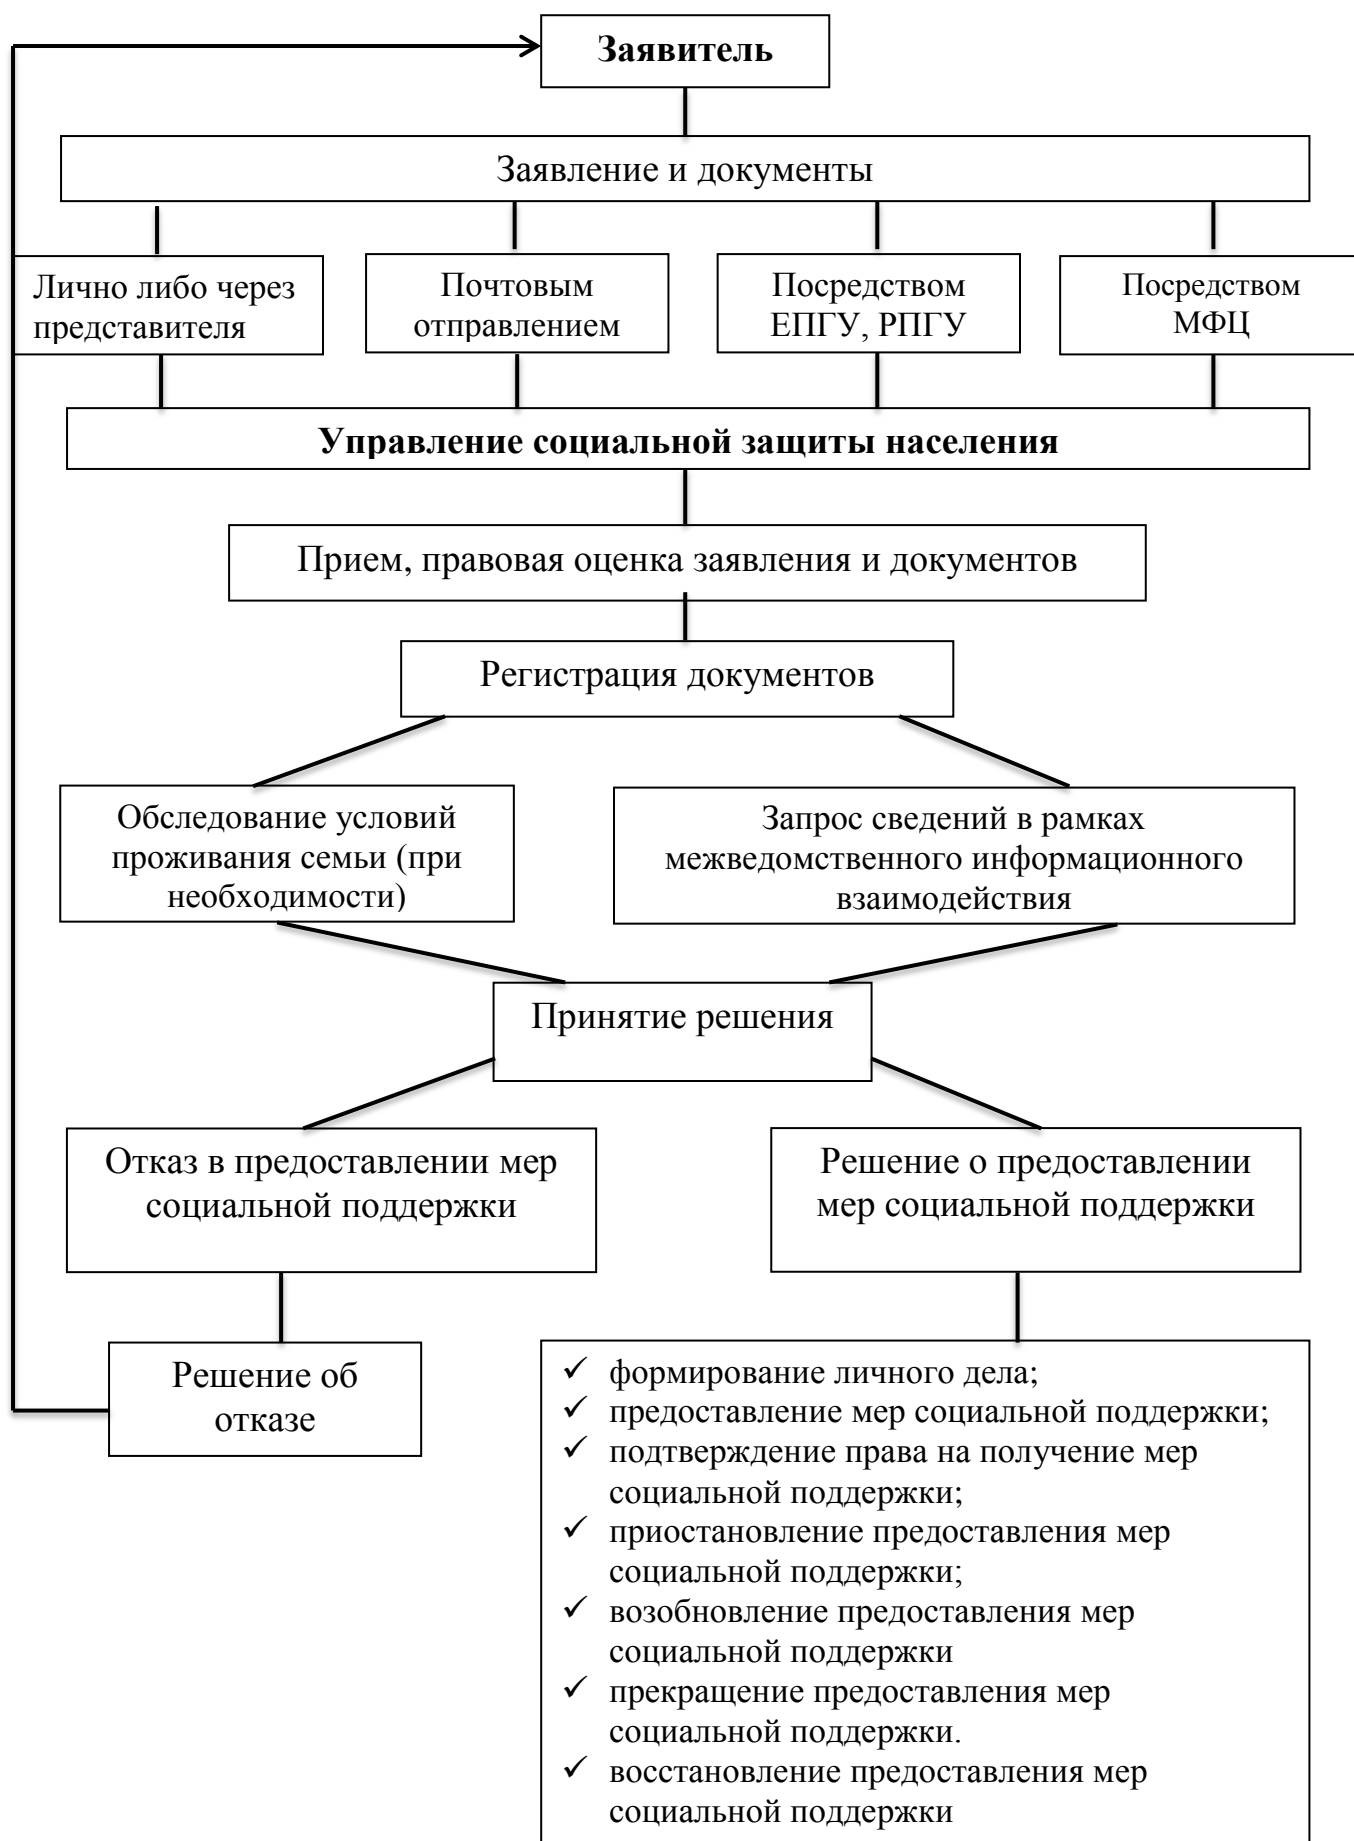 Заявитель
Заявление и документы
Лично либо через
представителя
Почтовым
отправлением
Посредством
ЕПГУ, РПГУ
Посредством
МФЦ
Управление социальной защиты населения
Прием, правовая оценка заявления и документов
Регистрация документов
Обследование условий
проживания семьи (при
необходимости)
Запрос сведений в рамках
межведомственного информационного
взаимодействия
Принятие решения
Отказ в предоставлении мер
социальной поддержки
Решение о предоставлении
мер социальной поддержки
Решение об
отказе
✓ формирование личного дела;
✓ предоставление мер социальной поддержки;
✓ подтверждение права на получение мер
социальной поддержки;
✓ приостановление предоставления мер
социальной поддержки;
✓ возобновление предоставления мер
социальной поддержки
✓ прекращение предоставления мер
социальной поддержки.
✓ восстановление предоставления мер
социальной поддержки